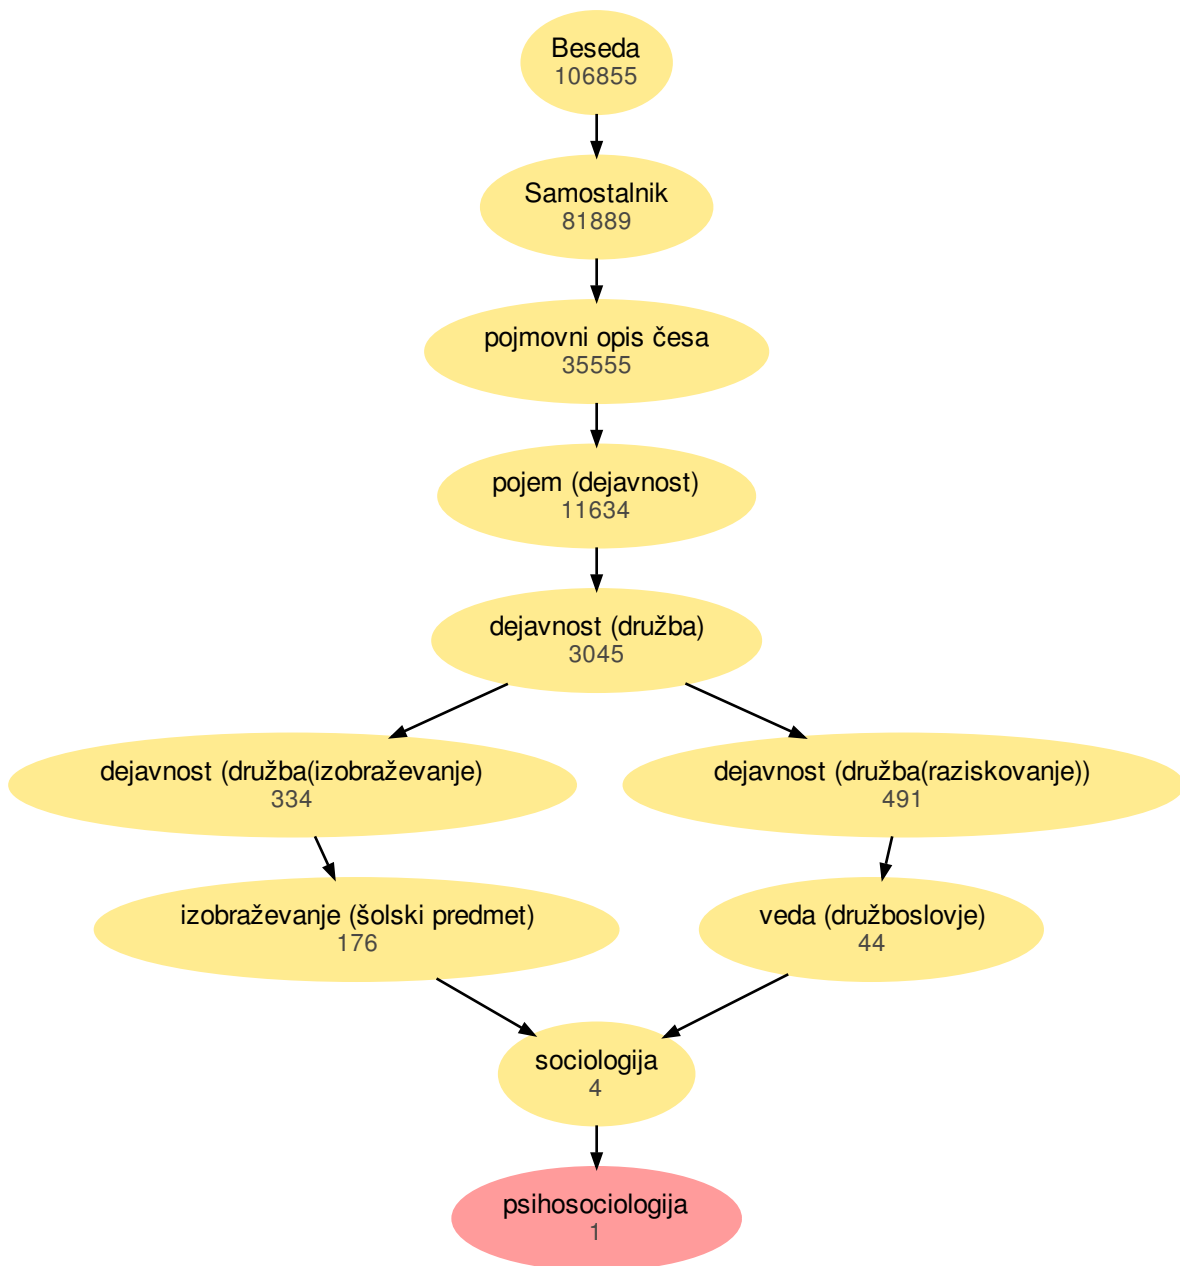 Beseda
106855
Samostalnik
81889
pojmovni opis česa
35555
pojem (dejavnost)
11634
dejavnost (družba)
3045
dejavnost (družba(izobraževanje)
334
dejavnost (družba(raziskovanje))
491
izobraževanje (šolski predmet)
176
veda (družboslovje)
44
sociologija
4
psihosociologija
1